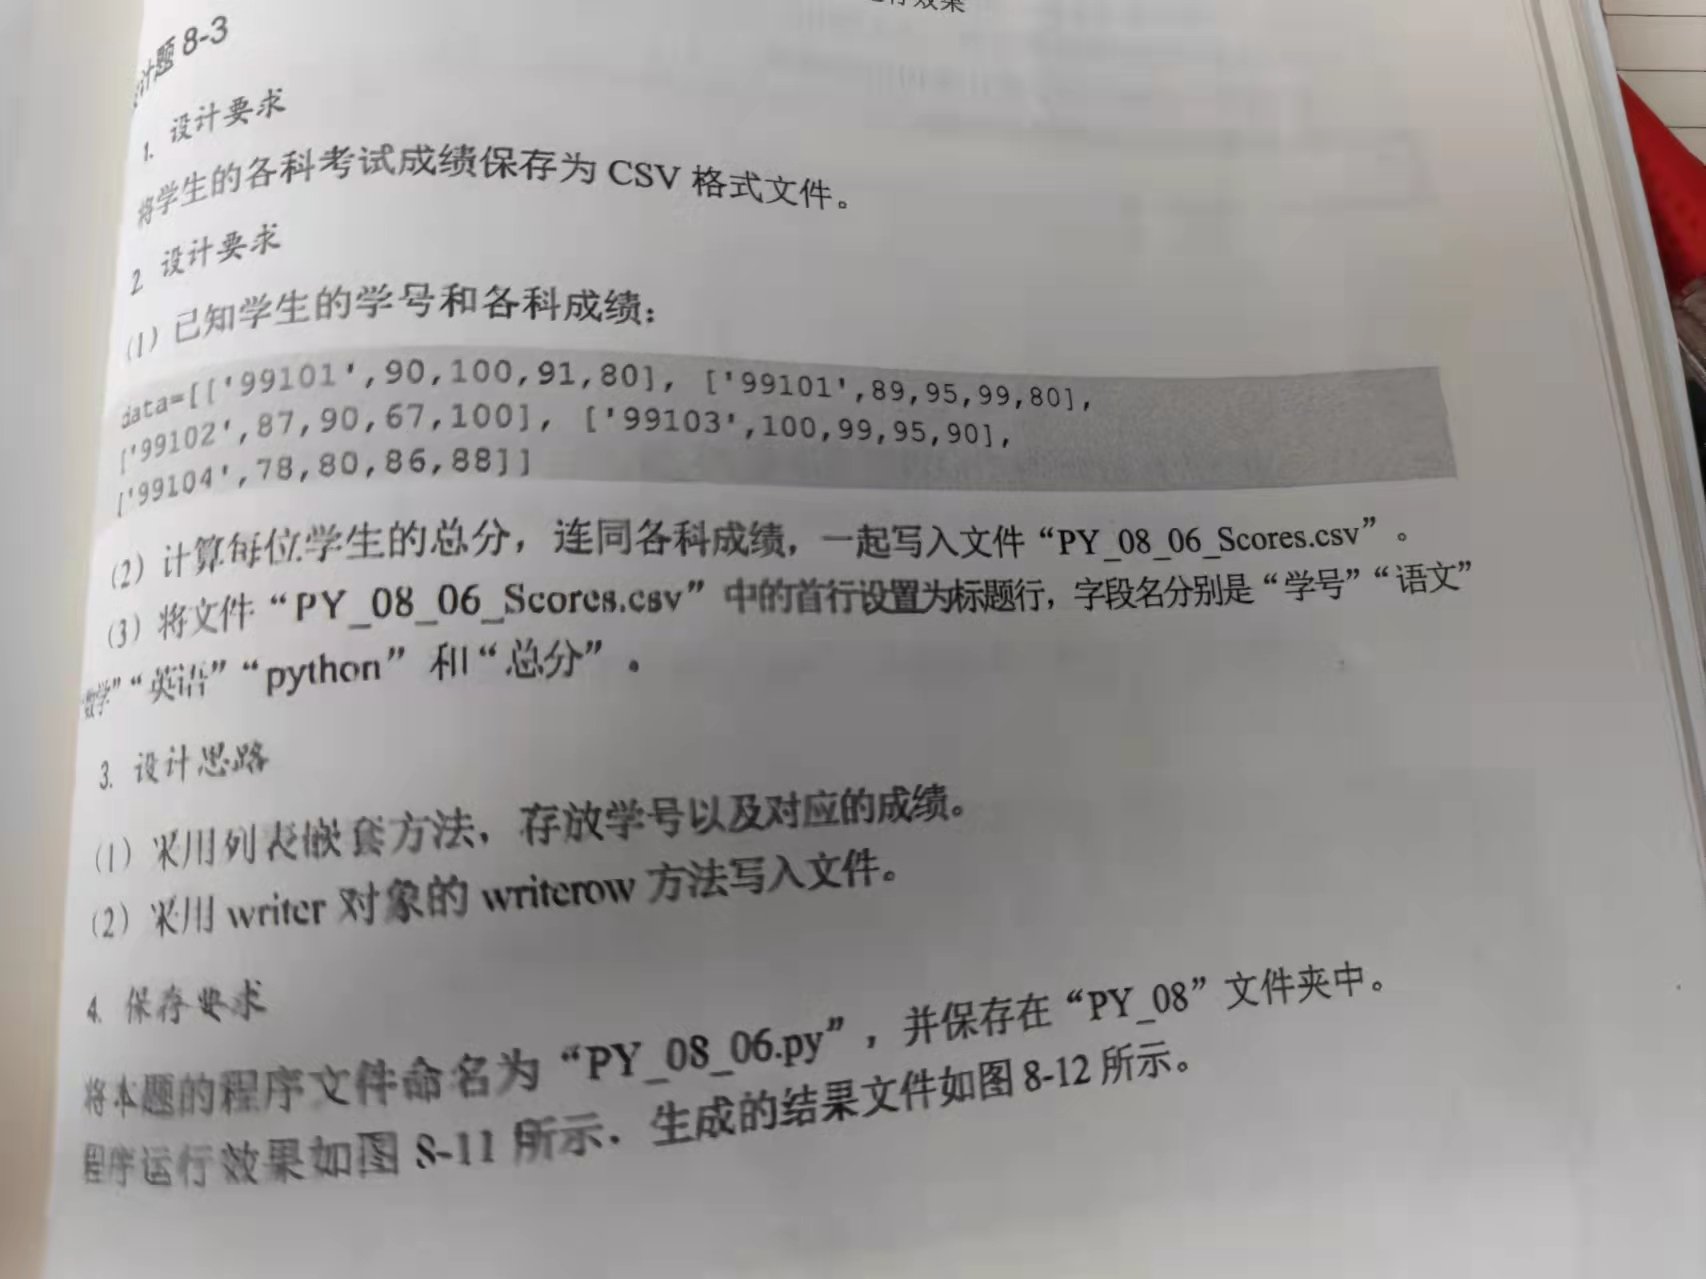 行效果
计题 8-3
1. 设计要求
将学生的各科考试成绩保存为 CSV 格式文件。
2. 设计要求
(1) 已知学生的学号和各科成绩：
data=[['99101',90,100,91,80], ['99101',89,95,99,80],
['99102',87,90,67,100], ['99103',100,99,95,90],
['99104',78,80,86,88]]
(2) 计算每位学生的总分，连同各科成绩，一起写入文件“PY_08_06_Scores.csv”。
(3) 将文件“PY_08_06_Scores.csv”中的首行设置为标题行，字段名分别是“学号”“语文”
“数学”“英语”“python”和“总分”。
3. 设计思路
(1) 采用列表嵌套方法，存放学号以及对应的成绩。
(2) 采用 writer 对象的 writerow 方法写入文件。
4. 保存要求
将本题的程序文件命名为“PY_08_06.py”，并保存在“PY_08”文件夹中。
程序运行效果如图 8-11 所示．生成的结果文件如图 8-12 所示。